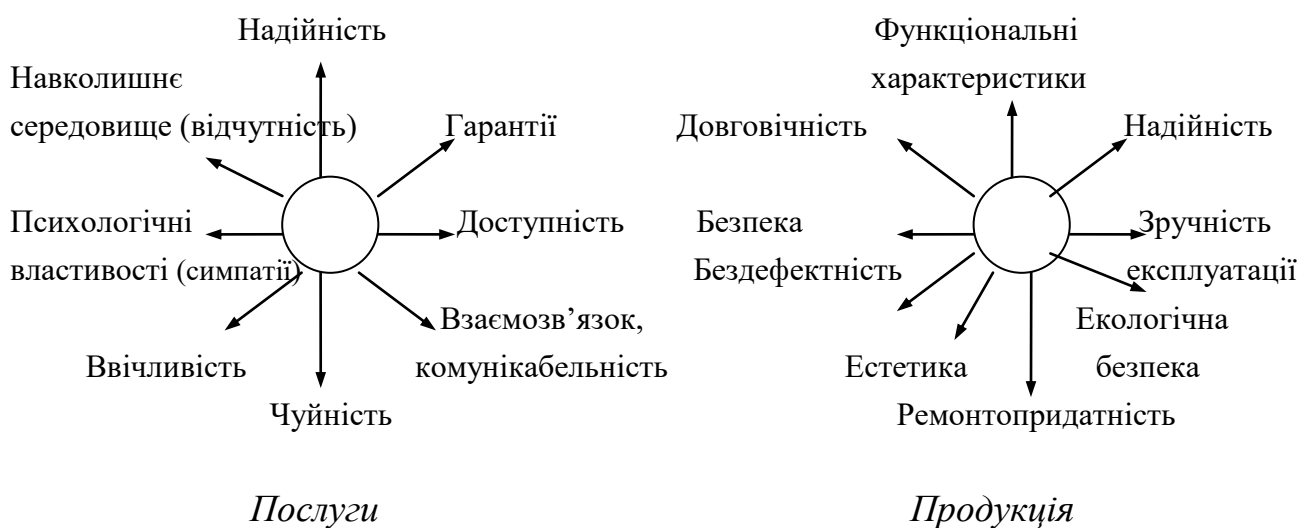 Надійність
Навколишнє
середовище (відчутність)
Гарантії
Психологічні
властивості (симпатії)
Доступність
Взаємозв’язок,
комунікабельність
Ввічливість
Чуйність
Послуги
Функціональні
характеристики
Довговічність
Надійність
Безпека
Зручність
експлуатації
Бездефектність
Екологічна
безпека
Естетика
Ремонтопридатність
Продукція